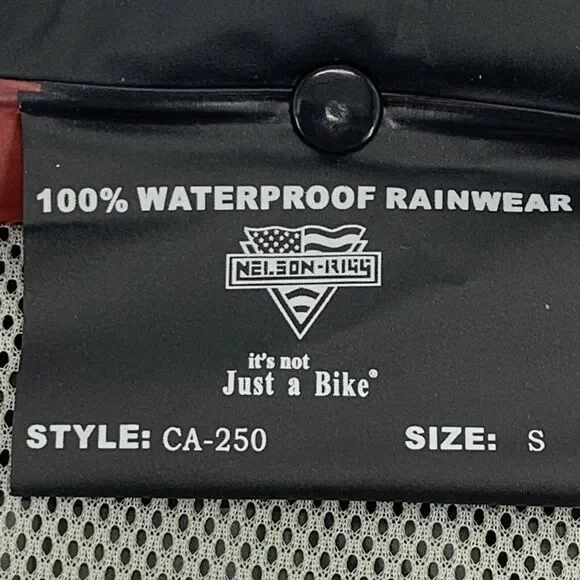 100% WATERPROOF RAINWEAR
NELSON-RIGG
it's not
Just a Bike®
STYLE: CA-250 SIZE: S